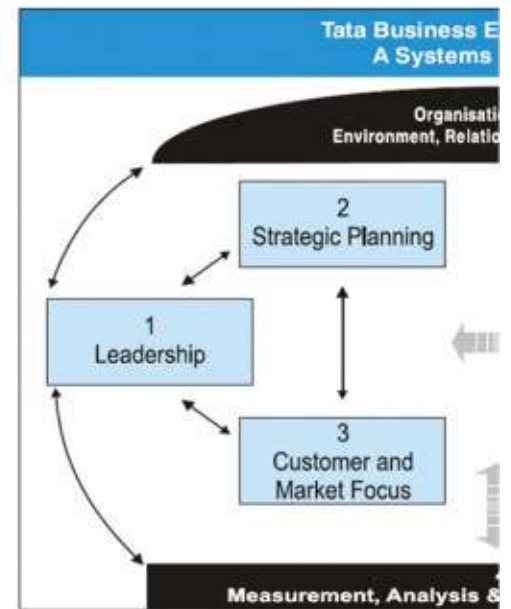 Tata Business E
A Systems
Organisati
Environment, Relatio
2
Strategic Planning
1
Leadership
3
Customer and
Market Focus
Measurement, Analysis &